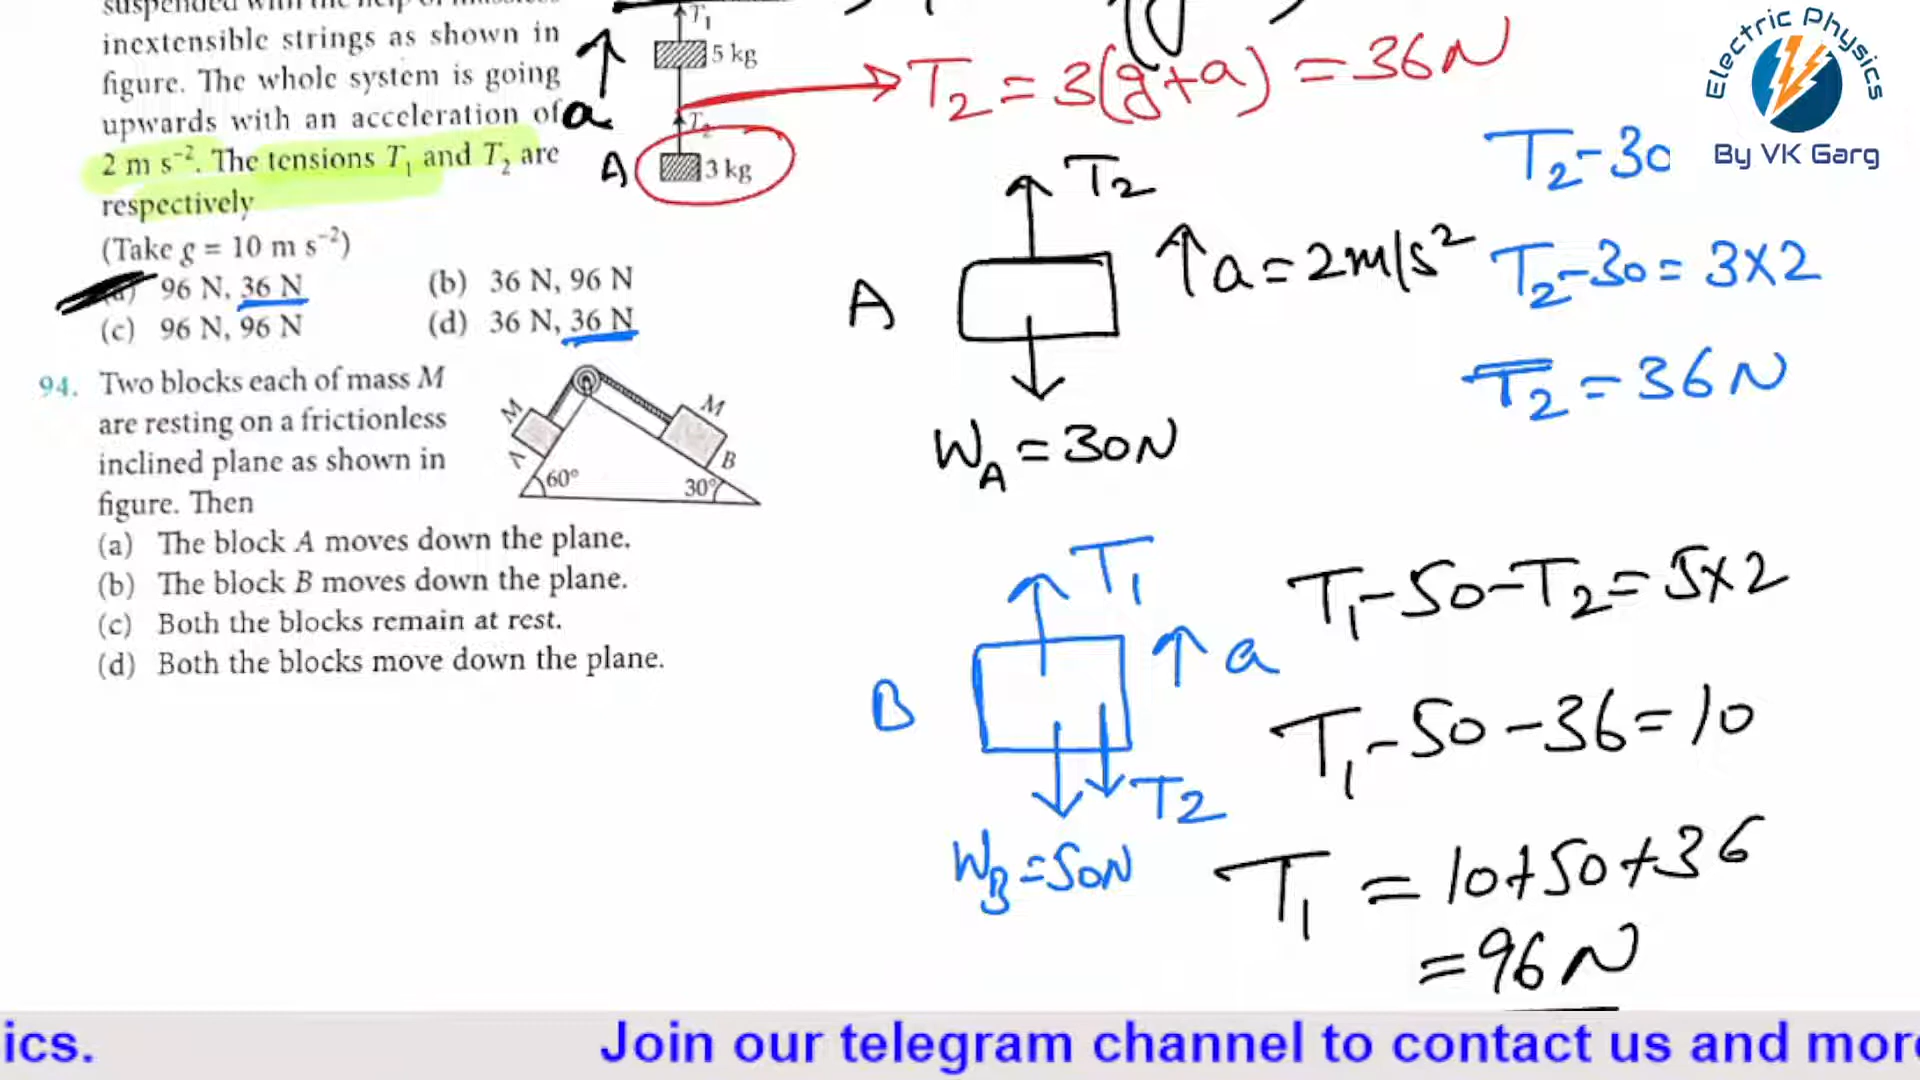 suspended with the help of massless
inextensible strings as shown in
figure. The whole system is going
upwards with an acceleration of
2 m s⁻². The tensions T₁ and T₂ are
respectively
(Take g = 10 m s⁻²)
(a) 96 N, 36 N (b) 36 N, 96 N
(c) 96 N, 96 N (d) 36 N, 36 N
T₁
5 kg
a
T₂
A
3 kg
T₂ = 3(g+a) = 36N
Electric Physics
By VK Garg
T₂-30
T₂
A
↑a=2m/s²
W_A = 30N
T₂-30=3×2
T₂=36N
94. Two blocks each of mass M
are resting on a frictionless
inclined plane as shown in
figure. Then
(a) The block A moves down the plane.
(b) The block B moves down the plane.
(c) Both the blocks remain at rest.
(d) Both the blocks move down the plane.
M
M
A
B
60°
30°
T₁
↑a
B
T₂
W_B=50N
T₁-50-T₂=5×2
T₁-50-36=10
T₁ = 10+50+36
=96N
ics. Join our telegram channel to contact us and more